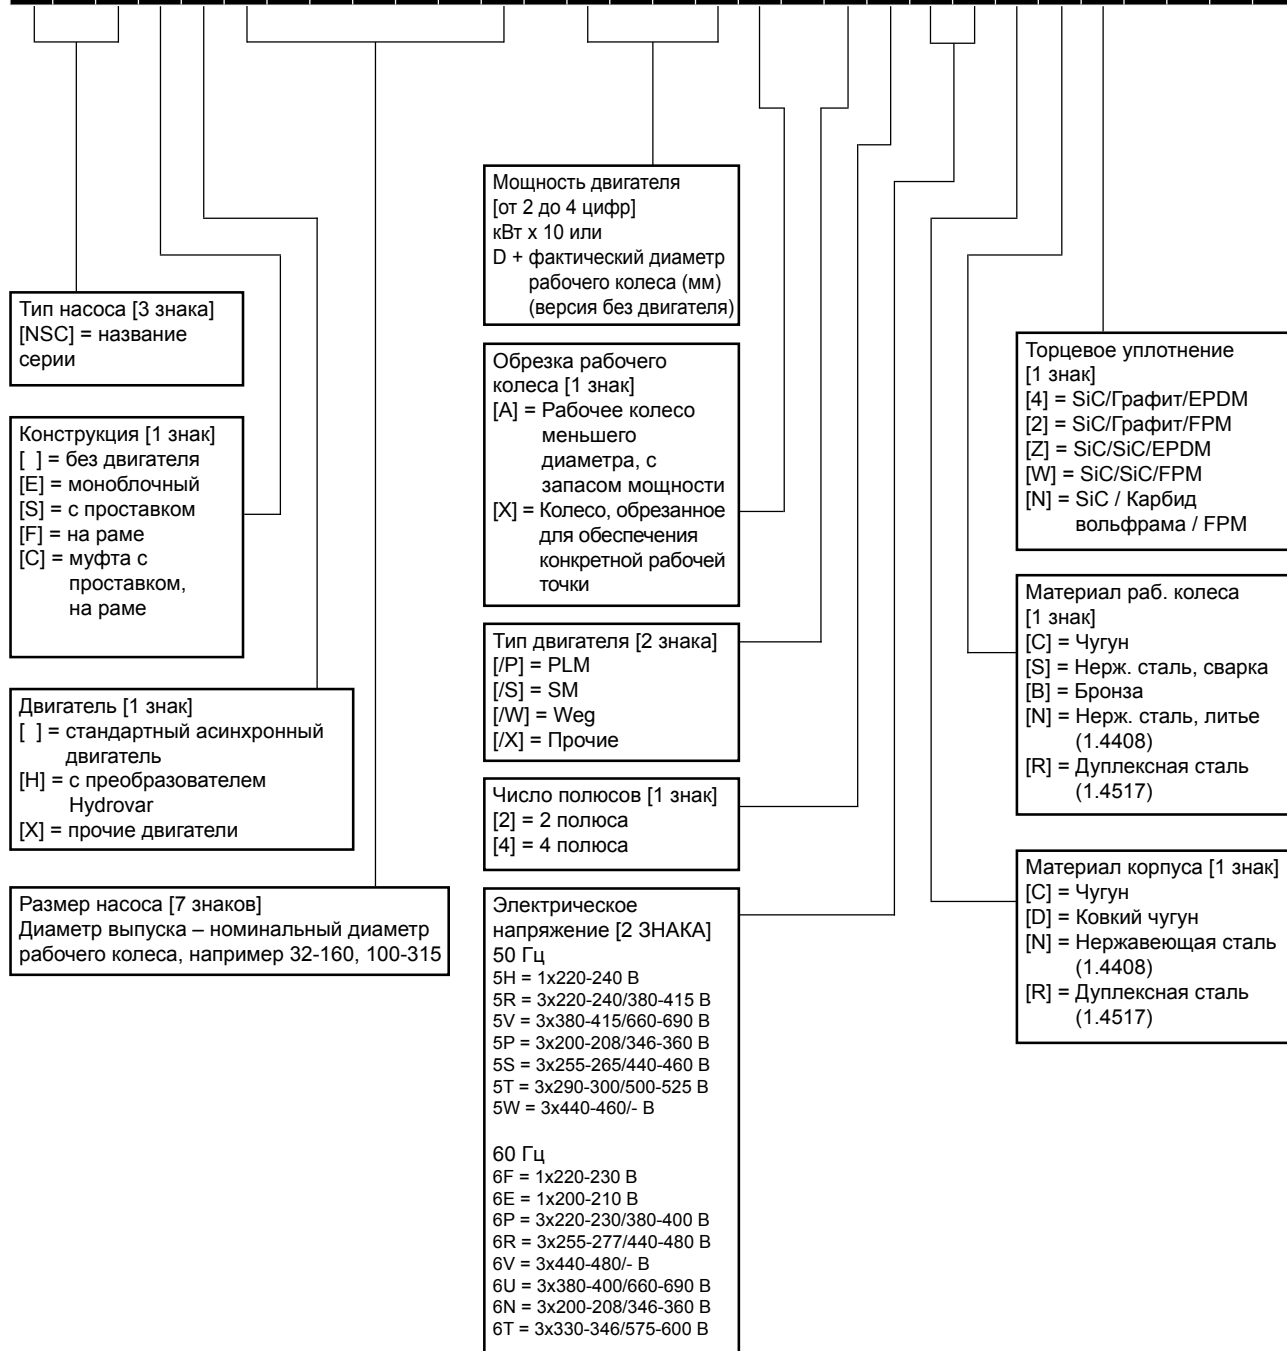 Тип насоса [3 знака]
[NSC] = название
серии
Конструкция [1 знак]
[ ] = без двигателя
[E] = моноблочный
[S] = с проставком
[F] = на раме
[C] = муфта с
проставком,
на раме
Двигатель [1 знак]
[ ] = стандартный асинхронный
двигатель
[H] = с преобразователем
Hydrovar
[X] = прочие двигатели
Размер насоса [7 знаков]
Диаметр выпуска – номинальный диаметр
рабочего колеса, например 32-160, 100-315
Мощность двигателя
[от 2 до 4 цифр]
кВт x 10 или
D + фактический диаметр
рабочего колеса (мм)
(версия без двигателя)
Обрезка рабочего
колеса [1 знак]
[A] = Рабочее колесо
меньшего
диаметра, с
запасом мощности
[X] = Колесо, обрезанное
для обеспечения
конкретной рабочей
точки
Тип двигателя [2 знака]
[/P] = PLM
[/S] = SM
[/W] = Weg
[/X] = Прочие
Число полюсов [1 знак]
[2] = 2 полюса
[4] = 4 полюса
Электрическое
напряжение [2 ЗНАКА]
50 Гц
5H = 1x220-240 В
5R = 3x220-240/380-415 В
5V = 3x380-415/660-690 В
5P = 3x200-208/346-360 В
5S = 3x255-265/440-460 В
5T = 3x290-300/500-525 В
5W = 3x440-460/- В
60 Гц
6F = 1x220-230 В
6E = 1x200-210 В
6P = 3x220-230/380-400 В
6R = 3x255-277/440-480 В
6V = 3x440-480/- В
6U = 3x380-400/660-690 В
6N = 3x200-208/346-360 В
6T = 3x330-346/575-600 В
Торцевое уплотнение
[1 знак]
[4] = SiC/Графит/EPDM
[2] = SiC/Графит/FPM
[Z] = SiC/SiC/EPDM
[W] = SiC/SiC/FPM
[N] = SiC / Карбид
вольфрама / FPM
Материал раб. колеса
[1 знак]
[C] = Чугун
[S] = Нерж. сталь, сварка
[B] = Бронза
[N] = Нерж. сталь, литье
(1.4408)
[R] = Дуплексная сталь
(1.4517)
Материал корпуса [1 знак]
[C] = Чугун
[D] = Ковкий чугун
[N] = Нержавеющая сталь
(1.4408)
[R] = Дуплексная сталь
(1.4517)